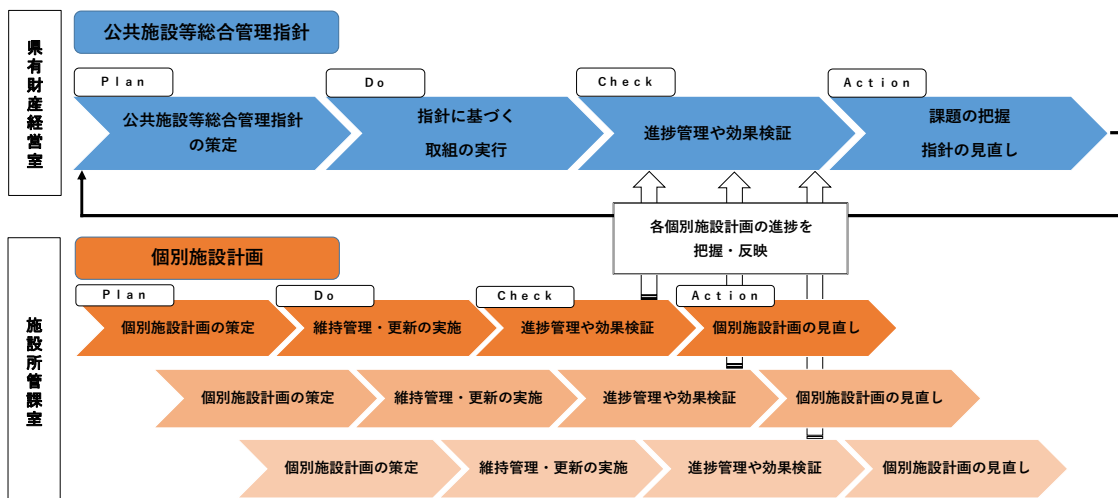 県有財産経営室
公共施設等総合管理指針
Ｐｌａｎ
公共施設等総合管理指針
の策定
Ｄｏ
指針に基づく
取組の実行
Ｃｈｅｃｋ
進捗管理や効果検証
Ａｃｔｉｏｎ
課題の把握
指針の見直し
各個別施設計画の進捗を
把握・反映
施設所管課室
個別施設計画
Ｐｌａｎ
個別施設計画の策定
Ｄｏ
維持管理・更新の実施
Ｃｈｅｃｋ
進捗管理や効果検証
Ａｃｔｉｏｎ
個別施設計画の見直し
個別施設計画の策定
維持管理・更新の実施
進捗管理や効果検証
個別施設計画の見直し
個別施設計画の策定
維持管理・更新の実施
進捗管理や効果検証
個別施設計画の見直し